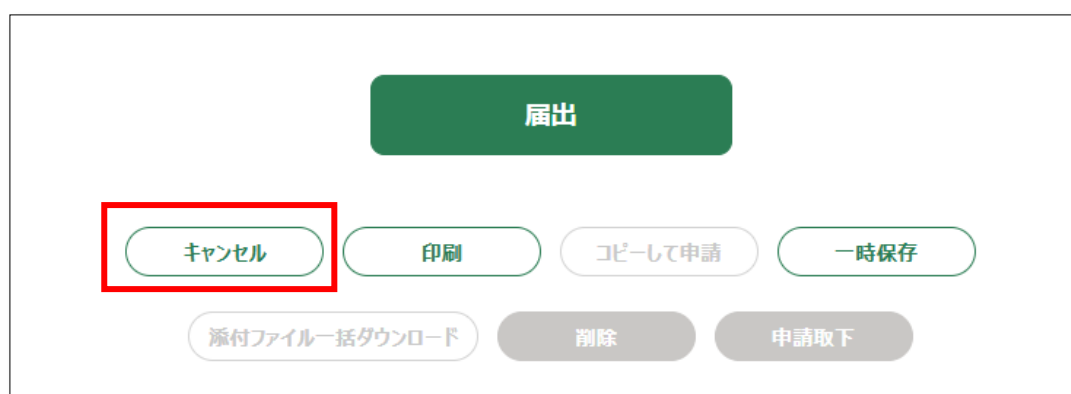 届出
キャンセル 印刷 コピーして申請 一時保存
添付ファイル一括ダウンロード 削除 申請取下